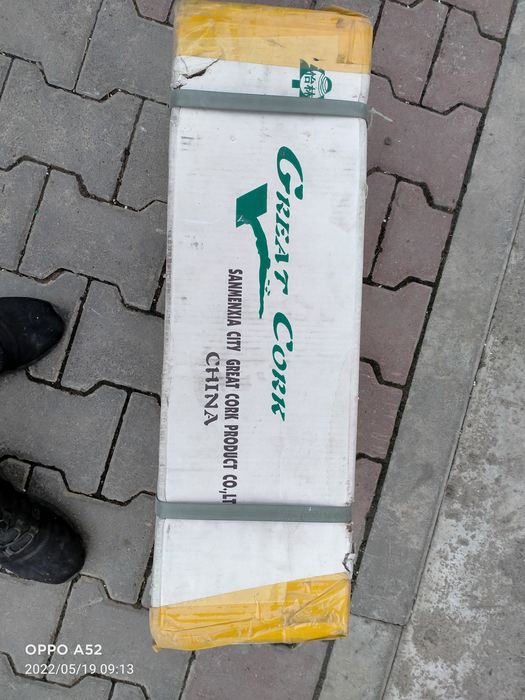 GREAT CORK
SANMENXIA CITY GREAT CORK PRODUCT CO.,LT
CHINA
OPPO A52
2022/05/19 09:13